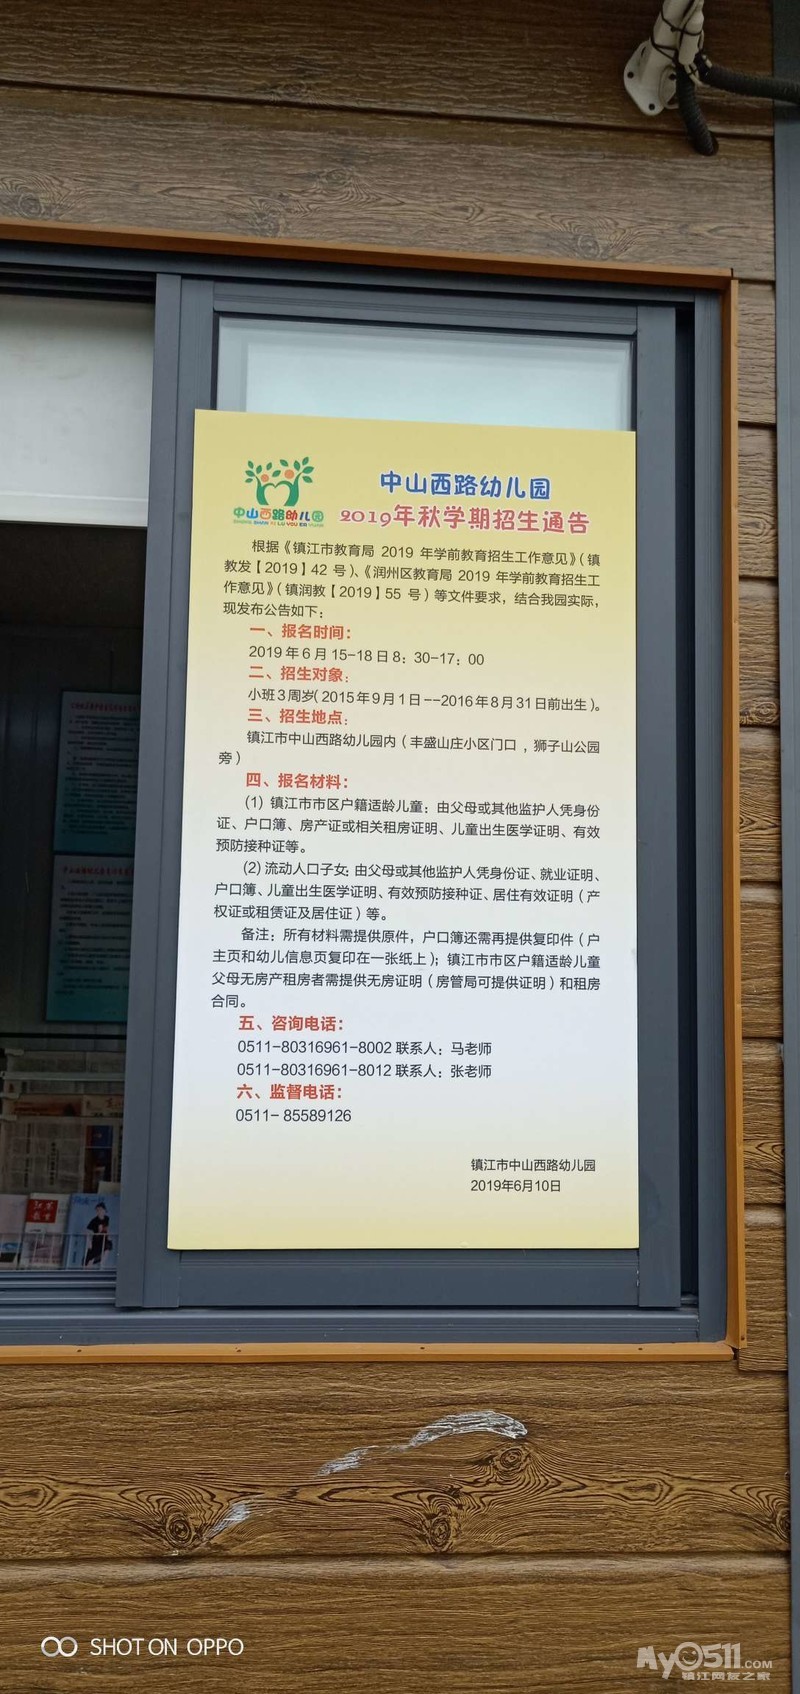 中山西路幼儿园
中山西路幼儿园
2019年秋学期招生通告
根据《镇江市教育局 2019 年学前教育招生工作意见》（镇
教发【2019】42 号）、《润州区教育局 2019 年学前教育招生工
作意见》（镇润教【2019】55 号）等文件要求，结合我园实际，
现发布公告如下：
一、报名时间：
2019年6月15-18日8：30-17：00
二、招生对象：
小班3周岁（2015年9月1日--2016年8月31日前出生）。
三、招生地点：
镇江市中山西路幼儿园内（丰盛山庄小区门口，狮子山公园
旁）
四、报名材料：
（1）镇江市市区户籍适龄儿童：由父母或其他监护人凭身份
证、户口簿、房产证或相关租房证明、儿童出生医学证明、有效
预防接种证等。
（2）流动人口子女：由父母或其他监护人凭身份证、就业证明、
户口簿、儿童出生医学证明、有效预防接种证、居住有效证明（产
权证或租赁证及居住证）等。
备注：所有材料需提供原件，户口簿还需再提供复印件（户
主页和幼儿信息页复印在一张纸上）；镇江市市区户籍适龄儿童
父母无房产租房者需提供无房证明（房管局可提供证明）和租房
合同。
五、咨询电话：
0511-80316961-8002 联系人：马老师
0511-80316961-8012 联系人：张老师
六、监督电话：
0511- 85589126
镇江市中山西路幼儿园
2019年6月10日
SHOT ON OPPO
My0511.COM
镇江网友之家